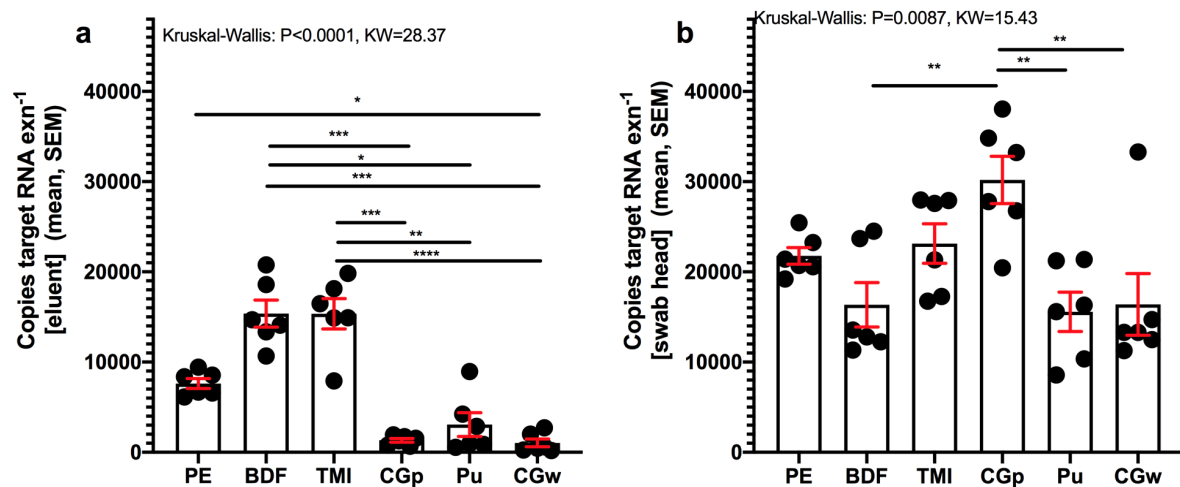 a
Kruskal-Wallis: P<0.0001, KW=28.37
Copies target RNA exn⁻¹
[eluent] (mean, SEM)
40000
30000
20000
10000
0
*
***
*
***
***
**
****
PE BDF TMI CGp Pu CGw
b
Kruskal-Wallis: P=0.0087, KW=15.43
Copies target RNA exn⁻¹
[swab head] (mean, SEM)
40000
30000
20000
10000
0
**
**
**
PE BDF TMI CGp Pu CGw